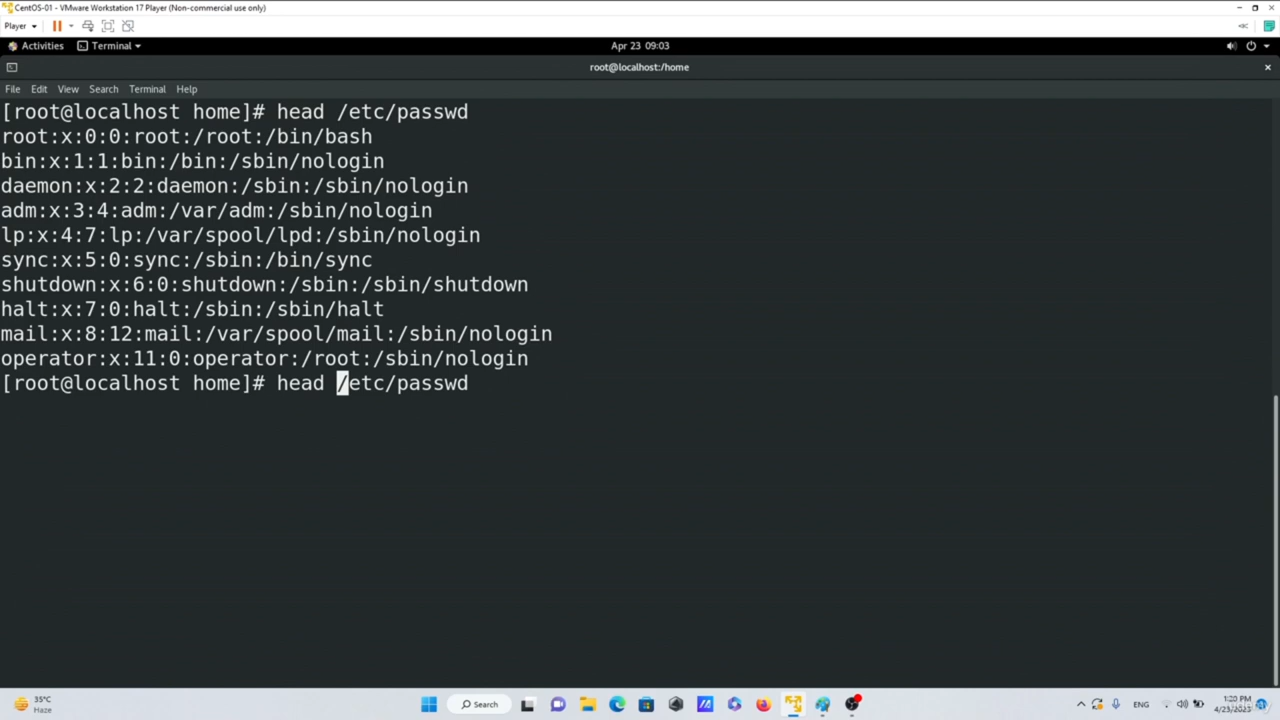 CentOS-01 - VMware Workstation 17 Player (Non-commercial use only)
Player
Activities
Terminal
Apr 23 09:03
root@localhost:/home
File Edit View Search Terminal Help
[root@localhost home]# head /etc/passwd
root:x:0:0:root:/root:/bin/bash
bin:x:1:1:bin:/bin:/sbin/nologin
daemon:x:2:2:daemon:/sbin:/sbin/nologin
adm:x:3:4:adm:/var/adm:/sbin/nologin
lp:x:4:7:lp:/var/spool/lpd:/sbin/nologin
sync:x:5:0:sync:/sbin:/bin/sync
shutdown:x:6:0:shutdown:/sbin:/sbin/shutdown
halt:x:7:0:halt:/sbin:/sbin/halt
mail:x:8:12:mail:/var/spool/mail:/sbin/nologin
operator:x:11:0:operator:/root:/sbin/nologin
[root@localhost home]# head /etc/passwd
35°C
Haze
Search
ENG
1:20 PM
4/23/2023